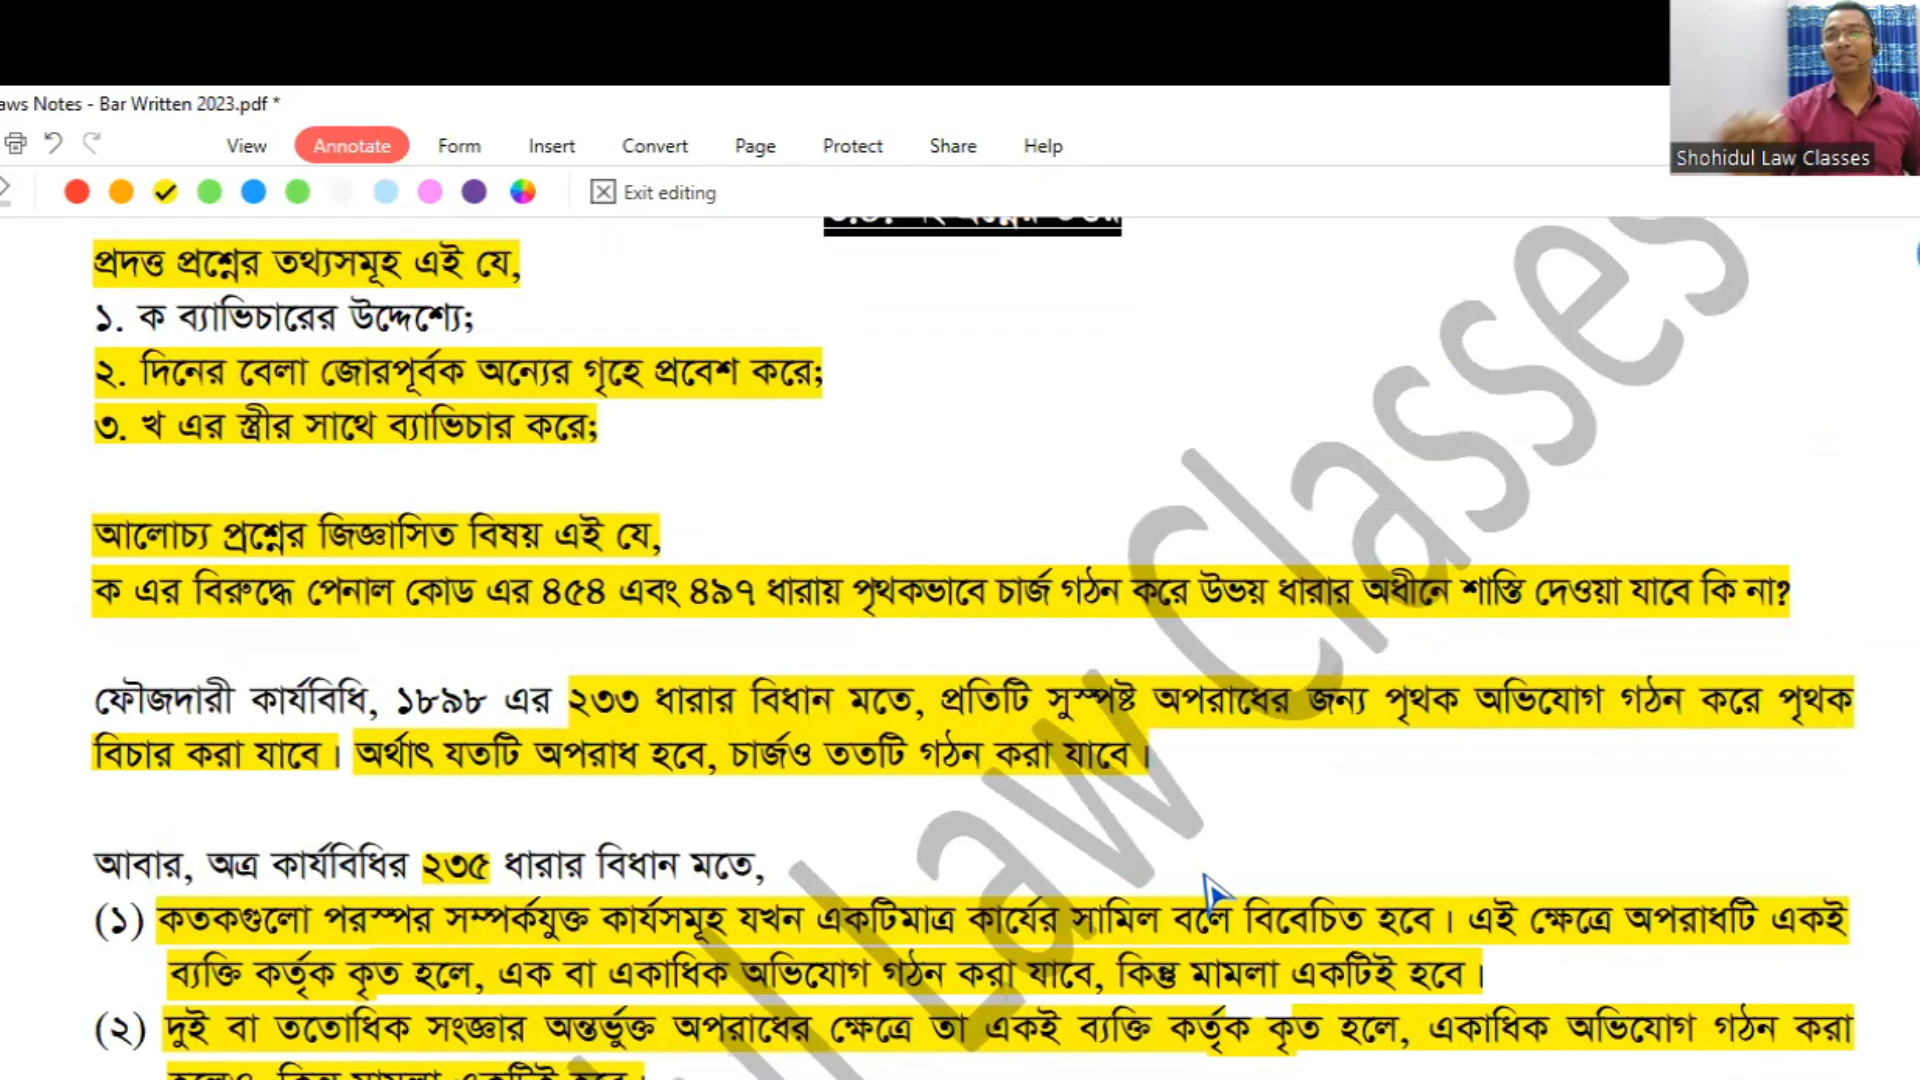 aws Notes - Bar Written 2023.pdf *
View Annotate Form Insert Convert Page Protect Share Help
Exit editing
Shohidul Law Classes
প্রদত্ত প্রশ্নের তথ্যসমূহ এই যে,
১. ক ব্যাভিচারের উদ্দেশ্যে;
২. দিনের বেলা জোরপূর্বক অন্যের গৃহে প্রবেশ করে;
৩. খ এর স্ত্রীর সাথে ব্যাভিচার করে;
আলোচ্য প্রশ্নের জিজ্ঞাসিত বিষয় এই যে,
ক এর বিরুদ্ধে পেনাল কোড এর ৪৫৪ এবং ৪৯৭ ধারায় পৃথকভাবে চার্জ গঠন করে উভয় ধারার অধীনে শাস্তি দেওয়া যাবে কি না?
ফৌজদারী কার্যবিধি, ১৮৯৮ এর ২৩৩ ধারার বিধান মতে, প্রতিটি সুস্পষ্ট অপরাধের জন্য পৃথক অভিযোগ গঠন করে পৃথক
বিচার করা যাবে। অর্থাৎ যতটি অপরাধ হবে, চার্জও ততটি গঠন করা যাবে।
আবার, অত্র কার্যবিধির ২৩৫ ধারার বিধান মতে,
(১) কতকগুলো পরস্পর সম্পর্কযুক্ত কার্যসমূহ যখন একটিমাত্র কার্যের সামিল বলে বিবেচিত হবে। এই ক্ষেত্রে অপরাধটি একই
ব্যক্তি কর্তৃক কৃত হলে, এক বা একাধিক অভিযোগ গঠন করা যাবে, কিন্তু মামলা একটিই হবে।
(২) দুই বা ততোধিক সংজ্ঞার অন্তর্ভুক্ত অপরাধের ক্ষেত্রে তা একই ব্যক্তি কর্তৃক কৃত হলে, একাধিক অভিযোগ গঠন করা
Law Classes